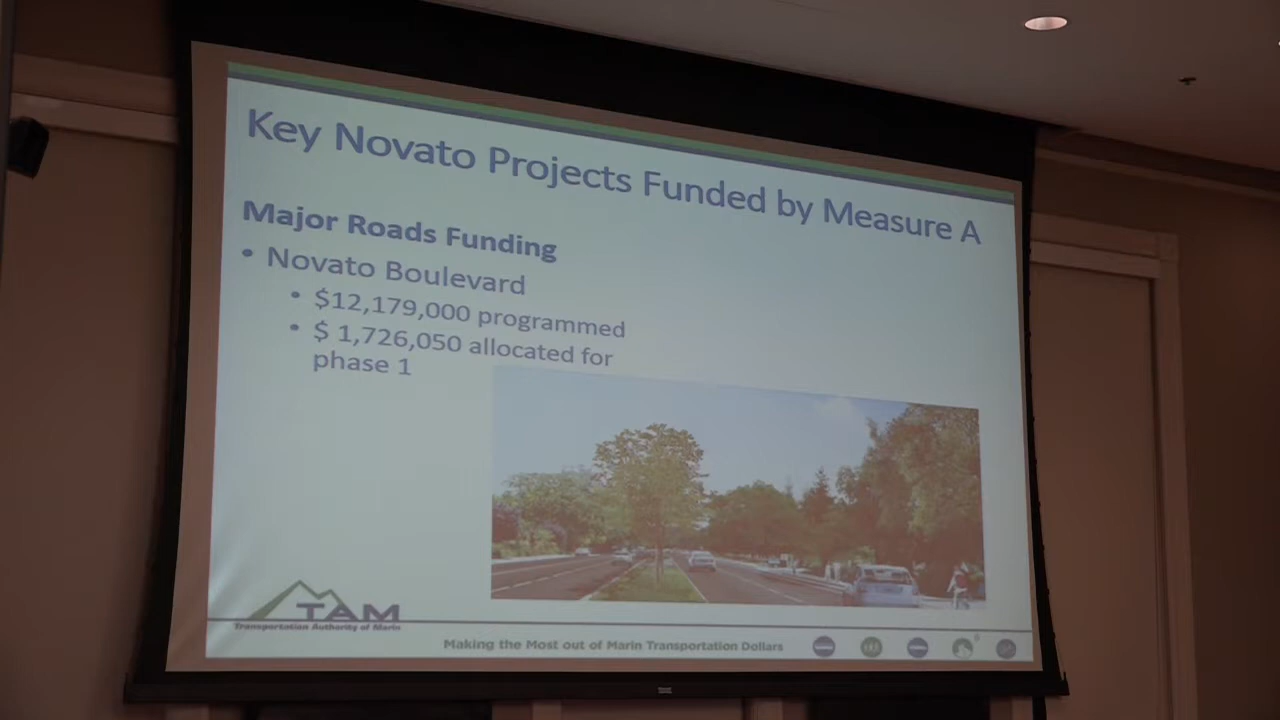 Key Novato Projects Funded by Measure A
Major Roads Funding
• Novato Boulevard
• $12,179,000 programmed
• $ 1,726,050 allocated for
phase 1
TAM
Transportation Authority of Marin
Making the Most out of Marin Transportation Dollars